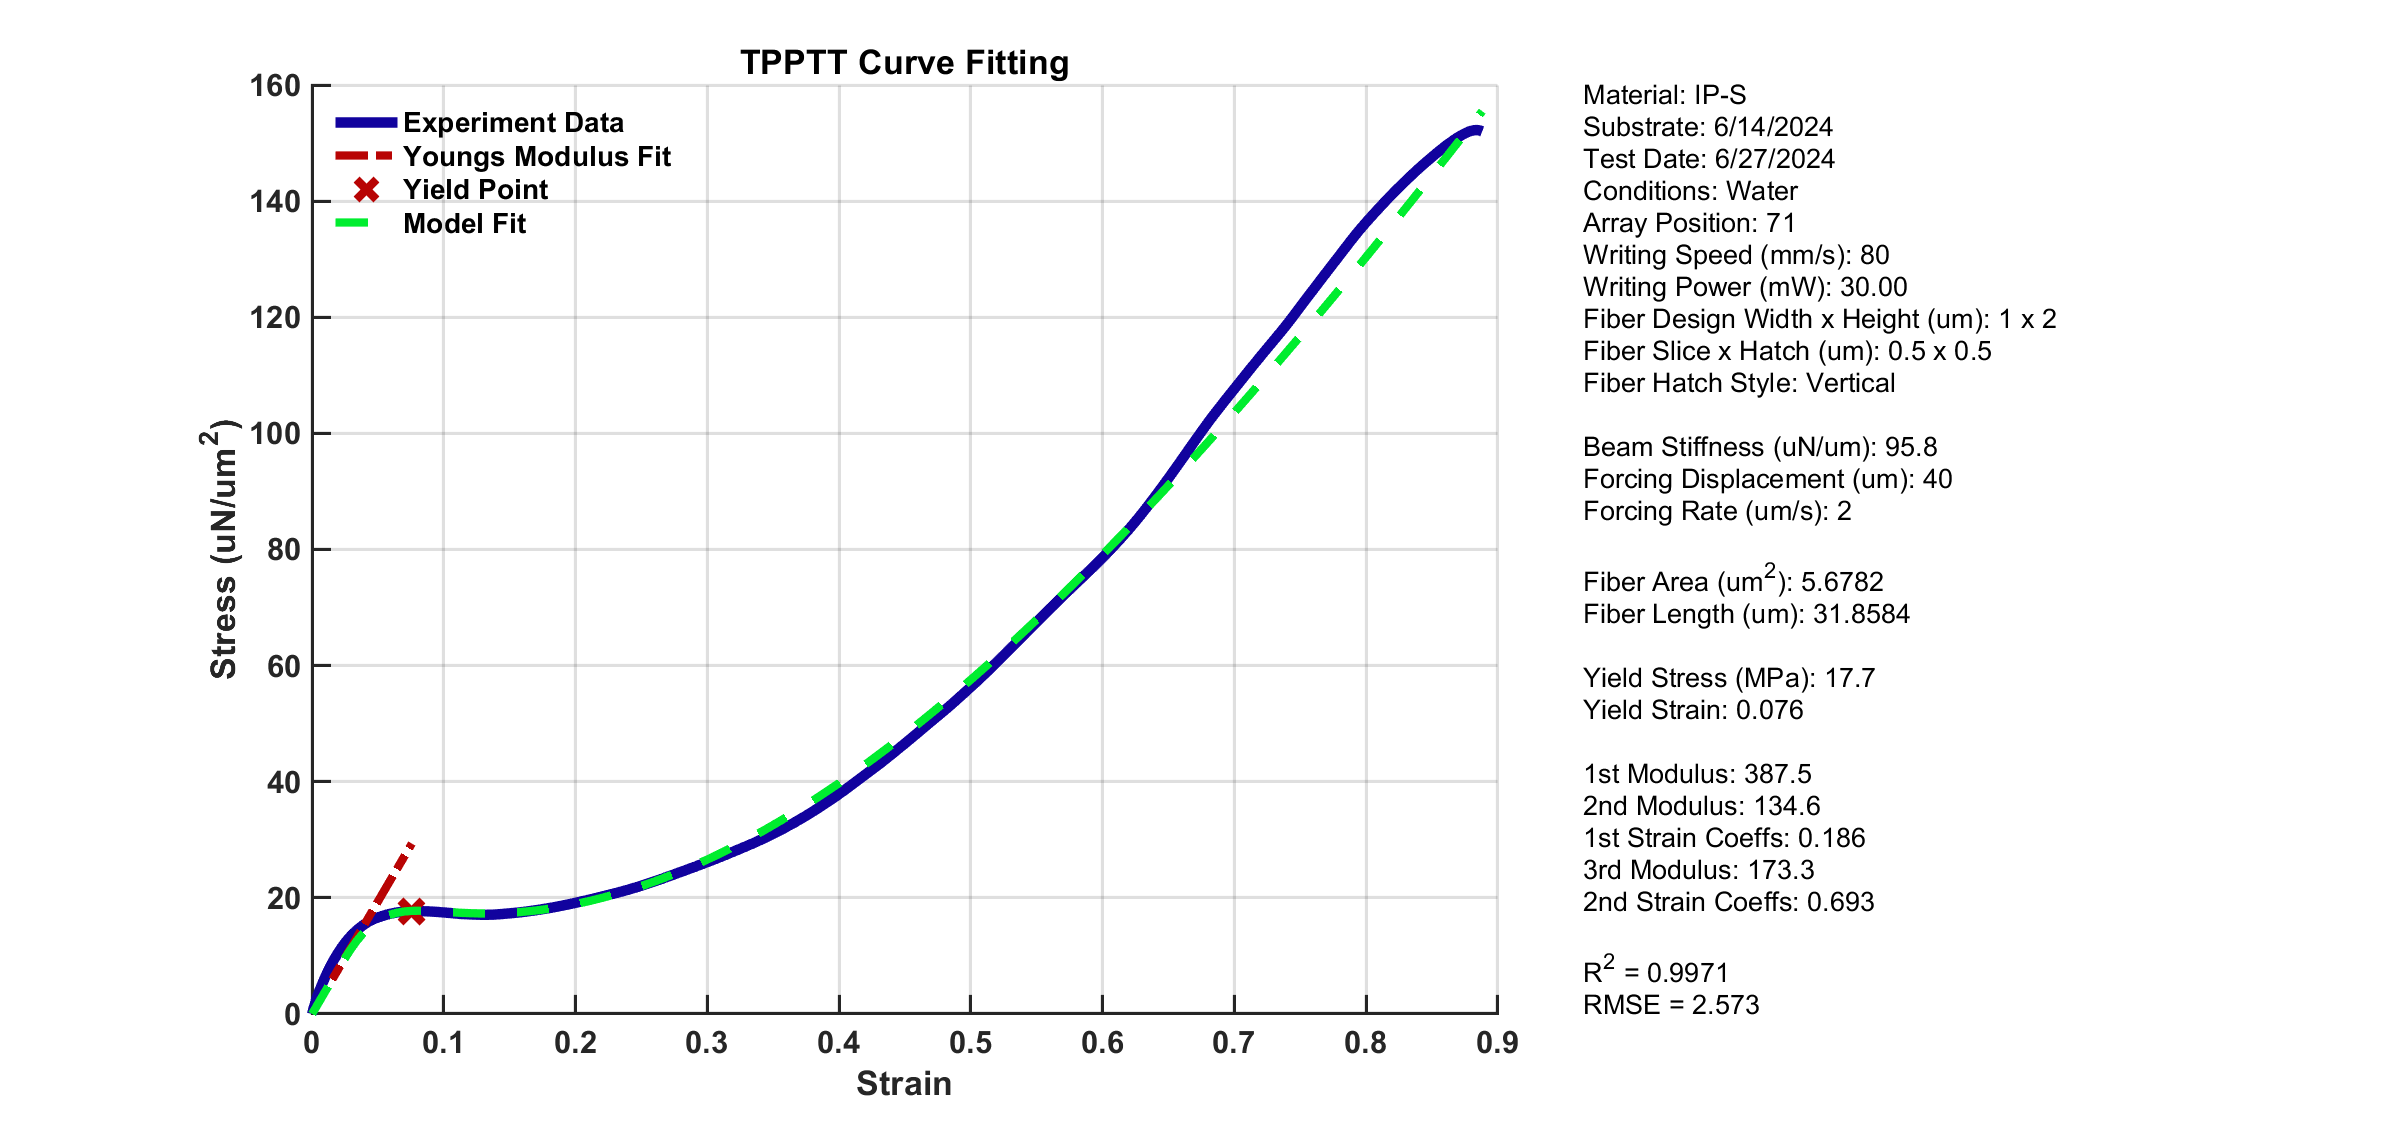 TPPTT Curve Fitting
160
140
120
100
80
60
40
20
0
Stress (uN/um²)
Experiment Data
Youngs Modulus Fit
Yield Point
Model Fit
0 0.1 0.2 0.3 0.4 0.5 0.6 0.7 0.8 0.9
Strain
Material: IP-S
Substrate: 6/14/2024
Test Date: 6/27/2024
Conditions: Water
Array Position: 71
Writing Speed (mm/s): 80
Writing Power (mW): 30.00
Fiber Design Width x Height (um): 1 x 2
Fiber Slice x Hatch (um): 0.5 x 0.5
Fiber Hatch Style: Vertical
Beam Stiffness (uN/um): 95.8
Forcing Displacement (um): 40
Forcing Rate (um/s): 2
Fiber Area (um²): 5.6782
Fiber Length (um): 31.8584
Yield Stress (MPa): 17.7
Yield Strain: 0.076
1st Modulus: 387.5
2nd Modulus: 134.6
1st Strain Coeffs: 0.186
3rd Modulus: 173.3
2nd Strain Coeffs: 0.693
R² = 0.9971
RMSE = 2.573